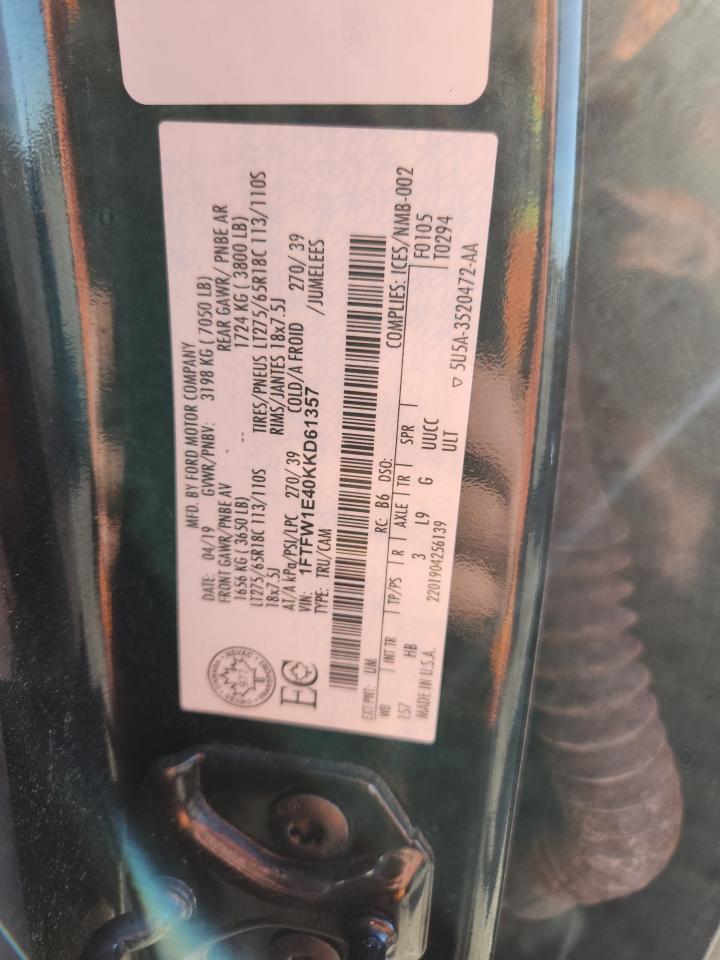 MFD. BY FORD MOTOR COMPANY
DATE: 04/19 GVWR/PNBV: 3198 KG ( 7050 LB)
FRONT GAWR/PNBE AV REAR GAWR/ PNBE AR
1656 KG ( 3650 LB) 1724 KG ( 3800 LB)
LT275/65R18C 113/110S TIRES/PNEUS LT275/65R18C 113/110S
18x7.5J RIMS/JANTES 18x7.5J
AT/A kPa/PSI/LPC 270/ 39 COLD/A FROID 270/ 39
VIN: 1FTFW1E40KKD61357 /JUMELEES
TYPE: TRU/CAM
EC
EXT PNT: UM RC: B6 DSO: COMPLIES: ICES/NMB-002
WB INT TR TP/PS R AXLE TR SPR F0105
157 HB 3 L9 G UUCC T0294
ULT
MADE IN U.S.A. 2201904256139 ▽ 5U5A-3520472-AA